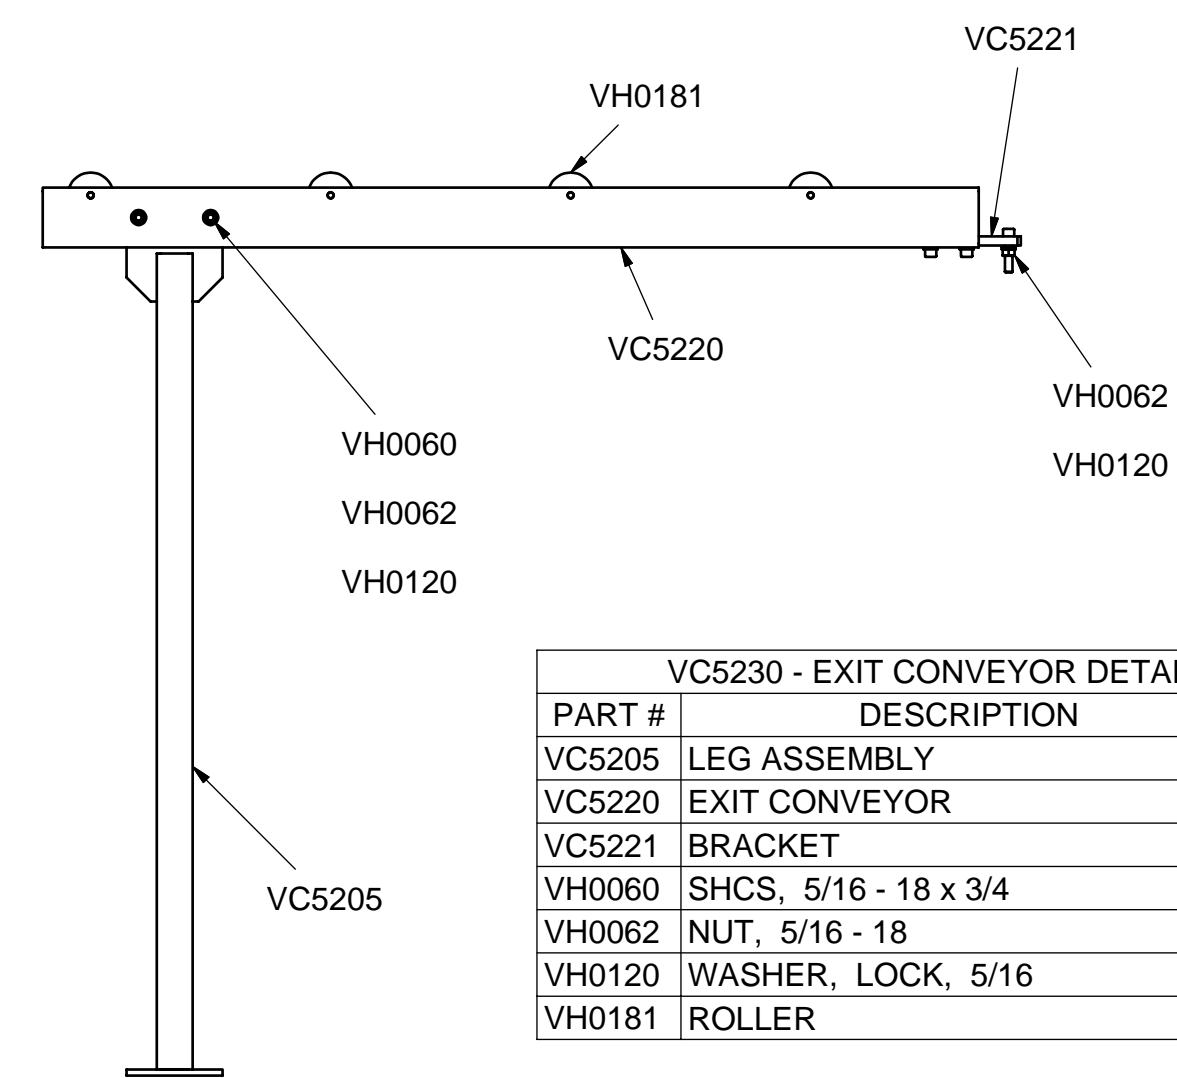 VC5221
VH0181
VC5220
VH0062
VH0120
VH0060
VH0062
VH0120
VC5205
VC5230 - EXIT CONVEYOR DETAI
PART # DESCRIPTION
VC5205 LEG ASSEMBLY
VC5220 EXIT CONVEYOR
VC5221 BRACKET
VH0060 SHCS, 5/16 - 18 x 3/4
VH0062 NUT, 5/16 - 18
VH0120 WASHER, LOCK, 5/16
VH0181 ROLLER